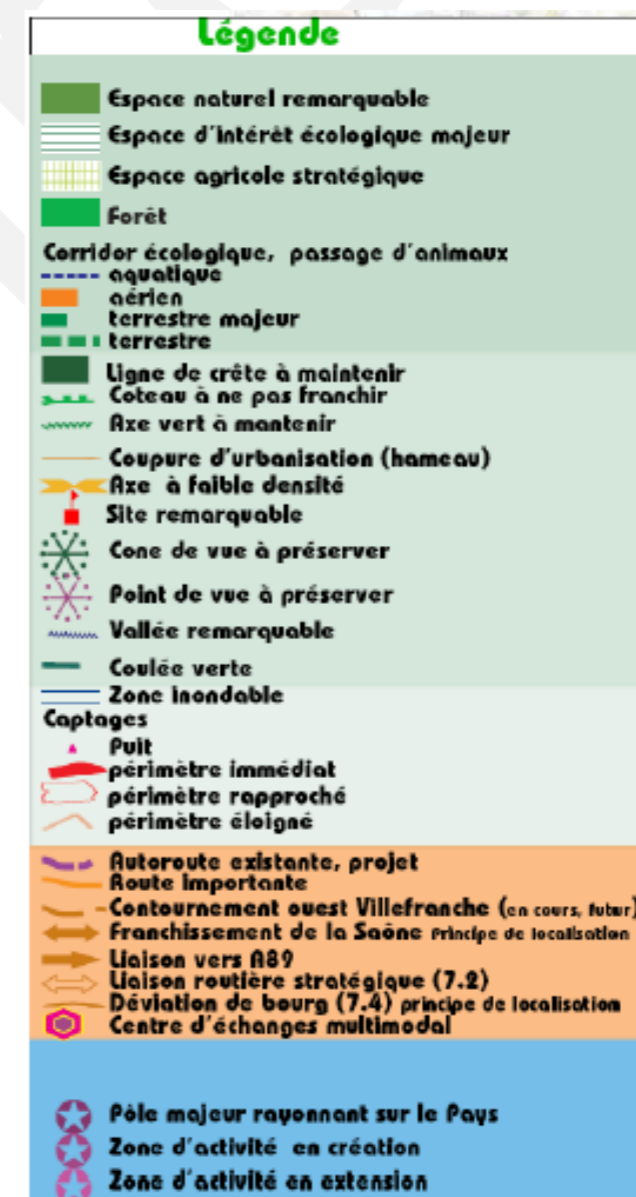 Légende
Espace naturel remarquable
Espace d'intérêt écologique majeur
Espace agricole stratégique
Forêt
Corridor écologique, passage d'animaux
aquatique
aérien
terrestre majeur
terrestre
Ligne de crête à maintenir
Coteau à ne pas franchir
Axe vert à mantenir
Coupure d'urbanisation (hameau)
Axe à faible densité
Site remarquable
Cone de vue à préserver
Point de vue à préserver
Vallée remarquable
Coulée verte
Zone inondable
Captages
Puit
périmètre immédiat
périmètre rapproché
périmètre éloigné
Autoroute existante, projet
Route importante
Contournement ouest Villefranche (en cours, futur)
Franchissement de la Saône Principe de localisation
Liaison vers A89
Liaison routière stratégique (7.2)
Déviation de bourg (7.4) principe de localisation
Centre d'échanges multimodal
Pôle majeur rayonnant sur le Pays
Zone d'activité en création
Zone d'activité en extension